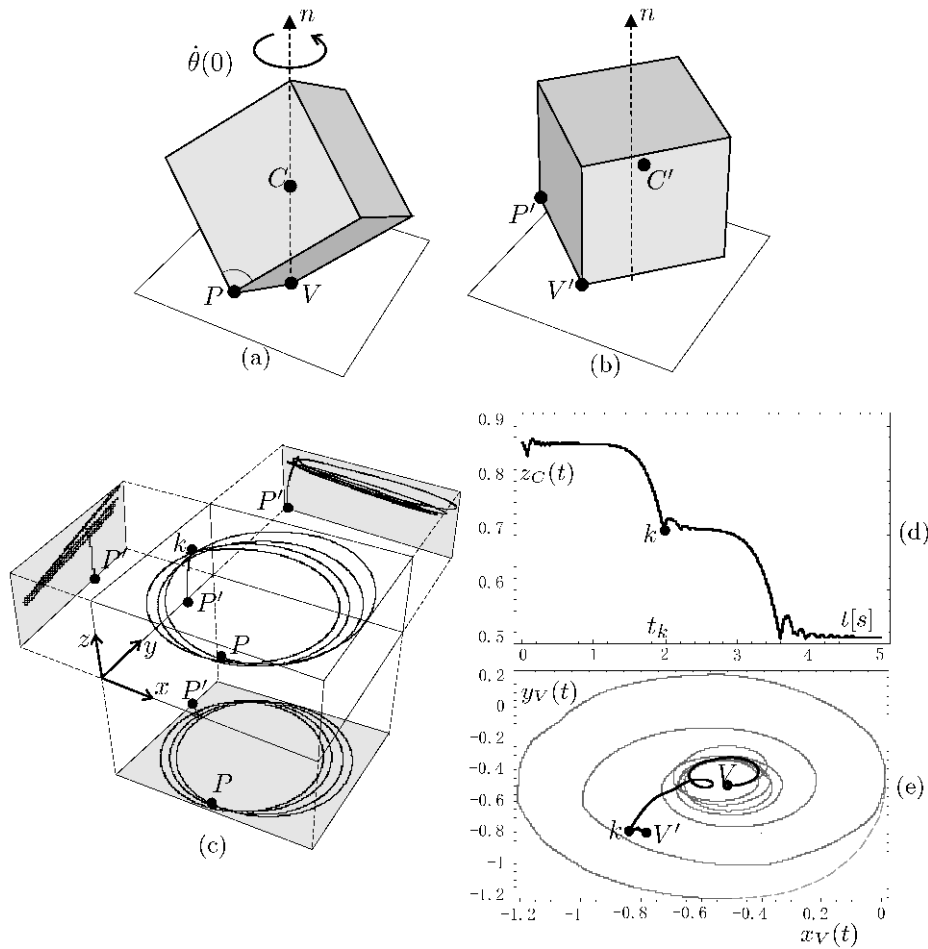 n
θ̇(0)
C
P
V
(a)
n
C′
P′
V′
(b)
P′
k
P′
P′
P
z
y
x
P′
P
(c)
0.9
0.8
0.7
0.6
0.5
z_C(t)
k
t_k
t[s]
0 1 2 3 4 5
(d)
0.2
0
-0.2
-0.4
-0.6
-0.8
-1
-1.2
y_V(t)
V
k
V′
(e)
-1.2 -1 -0.8 -0.6 -0.4 -0.2 0
x_V(t)